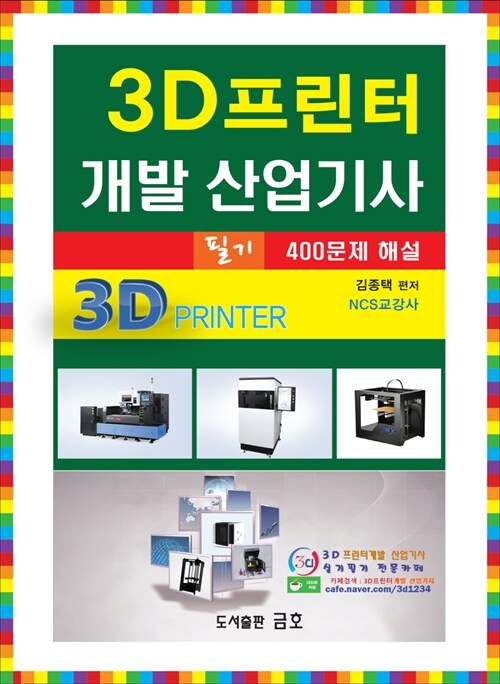 3D프린터
개발 산업기사
필기 400문제 해설
김종택 편저
NCS교강사
3D PRINTER
3D 프린터개발 산업기사
실기필기 전문카페
카페검색 : 3D프린터개발 산업기사
cafe.naver.com/3d1234
도서출판 금호